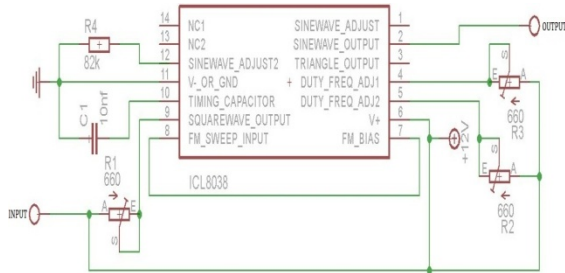 R4
82k
C1
10nf
R1
660
A E
S
INPUT
14 NC1
13 NC2
12 SINEWAVE_ADJUST2
11 V-_OR_GND
10 TIMING_CAPACITOR
9 SQUAREWAVE_OUTPUT
8 FM_SWEEP_INPUT
ICL8038
SINEWAVE_ADJUST 1
SINEWAVE_OUTPUT 2
TRIANGLE_OUTPUT 3
+ DUTY_FREQ_ADJ1 4
DUTY_FREQ_ADJ2 5
V+ 6
FM_BIAS 7
+12V
OUTPUT
S
E A
660
R3
S
E A
660
R2